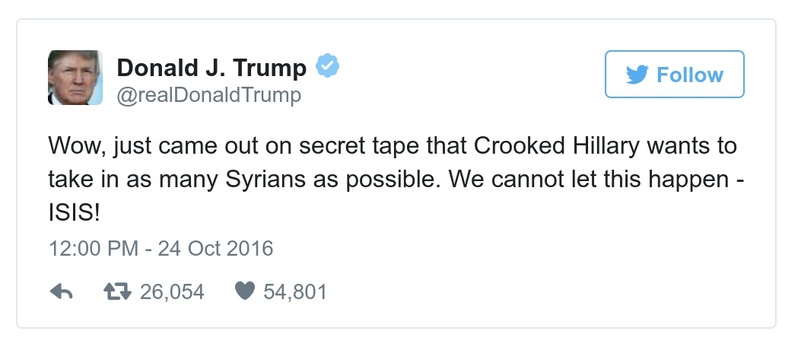 Donald J. Trump
@realDonaldTrump
Follow
Wow, just came out on secret tape that Crooked Hillary wants to
take in as many Syrians as possible. We cannot let this happen -
ISIS!
12:00 PM - 24 Oct 2016
26,054 54,801